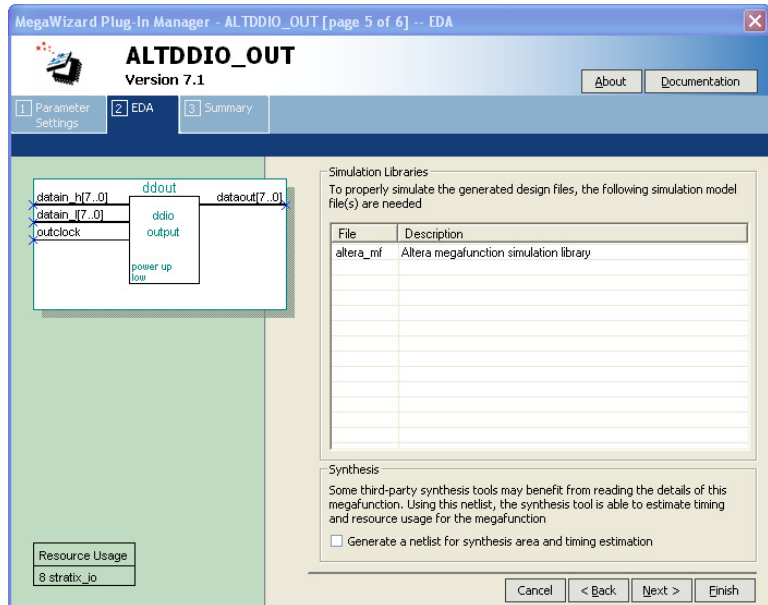 MegaWizard Plug-In Manager - ALTDDIO_OUT [page 5 of 6] -- EDA
ALTDDIO_OUT
Version 7.1
About
Documentation
1 Parameter Settings
2 EDA
3 Summary
ddout
datain_h[7..0]
dataout[7..0]
datain_l[7..0]
ddio
outclock
output
power up
low
Simulation Libraries
To properly simulate the generated design files, the following simulation model
file(s) are needed
File Description
altera_mf Altera megafunction simulation library
Synthesis
Some third-party synthesis tools may benefit from reading the details of this
megafunction. Using this netlist, the synthesis tool is able to estimate timing
and resource usage for the megafunction
Generate a netlist for synthesis area and timing estimation
Resource Usage
8 stratix_io
Cancel
< Back
Next >
Finish